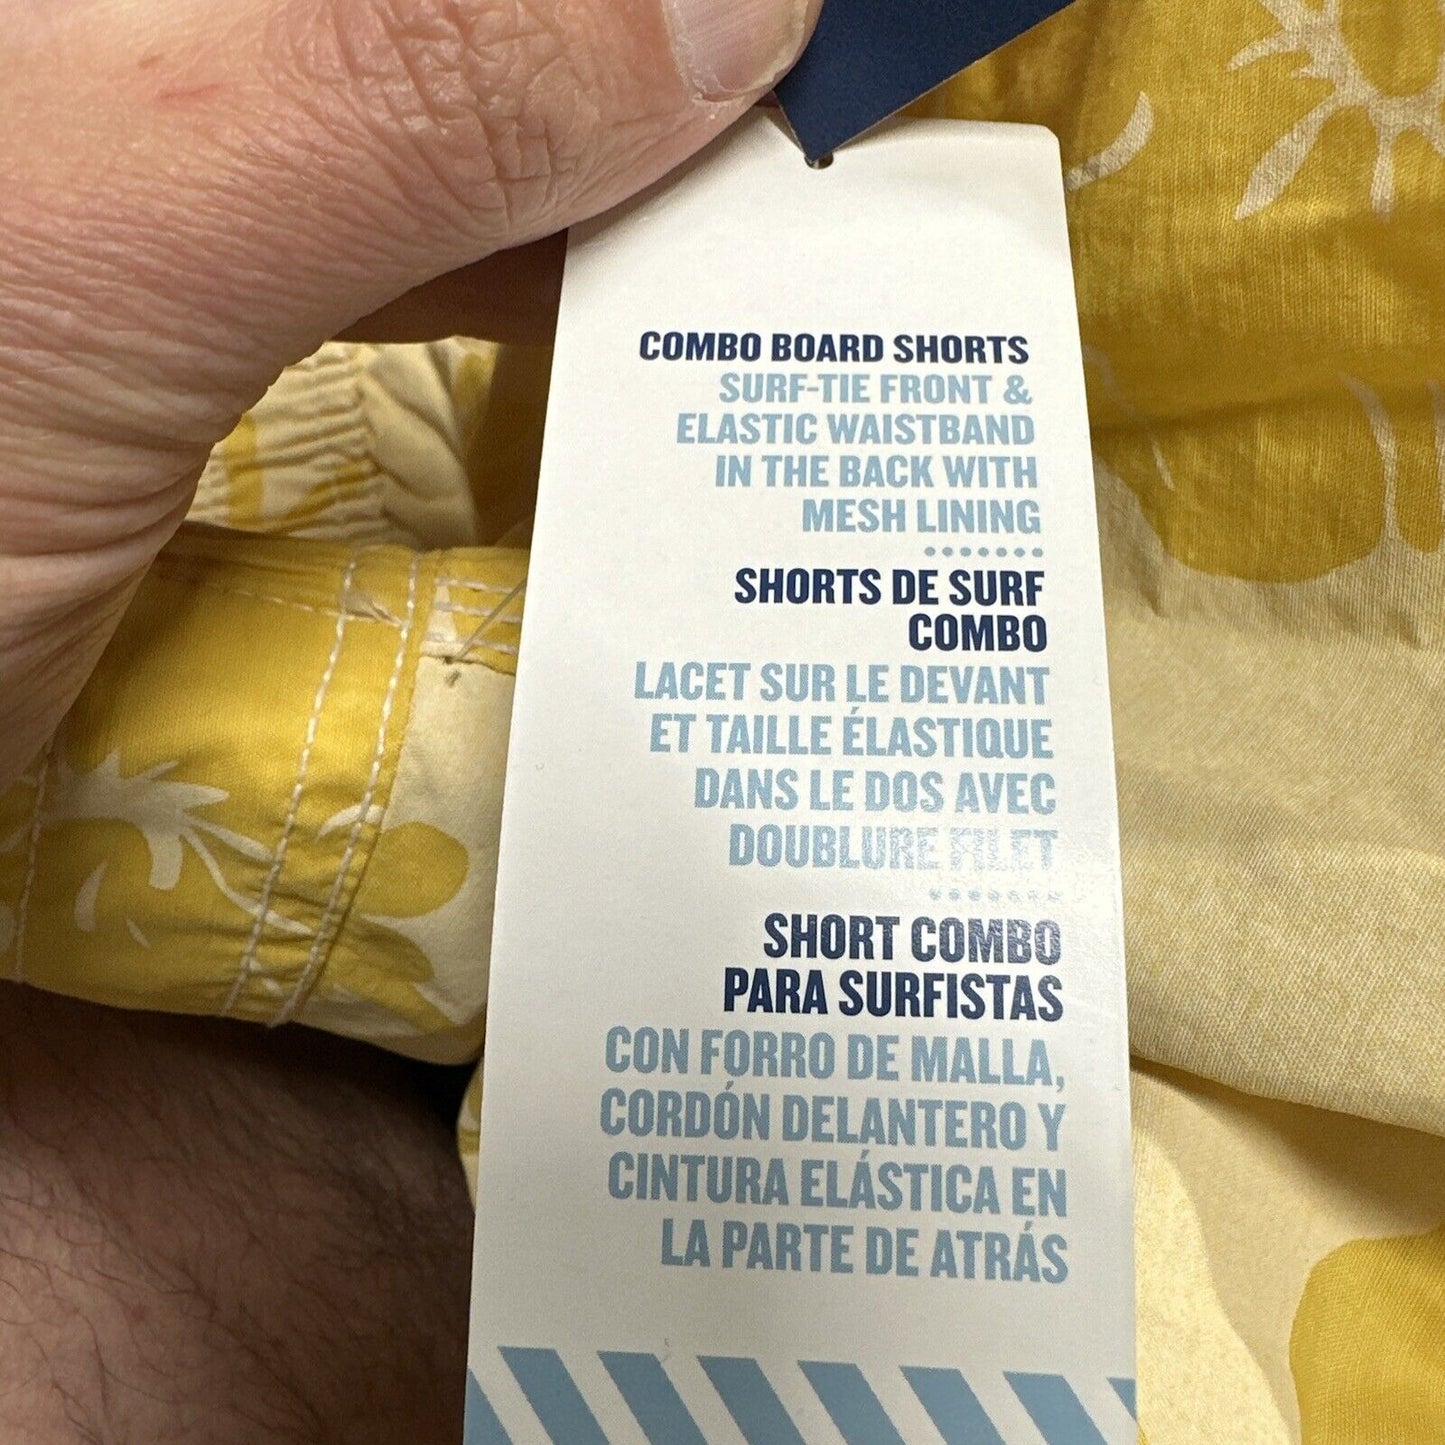 COMBO BOARD SHORTS
SURF-TIE FRONT &
ELASTIC WAISTBAND
IN THE BACK WITH
MESH LINING
SHORTS DE SURF
COMBO
LACET SUR LE DEVANT
ET TAILLE ÉLASTIQUE
DANS LE DOS AVEC
DOUBLURE FILET
SHORT COMBO
PARA SURFISTAS
CON FORRO DE MALLA,
CORDÓN DELANTERO Y
CINTURA ELÁSTICA EN
LA PARTE DE ATRÁS